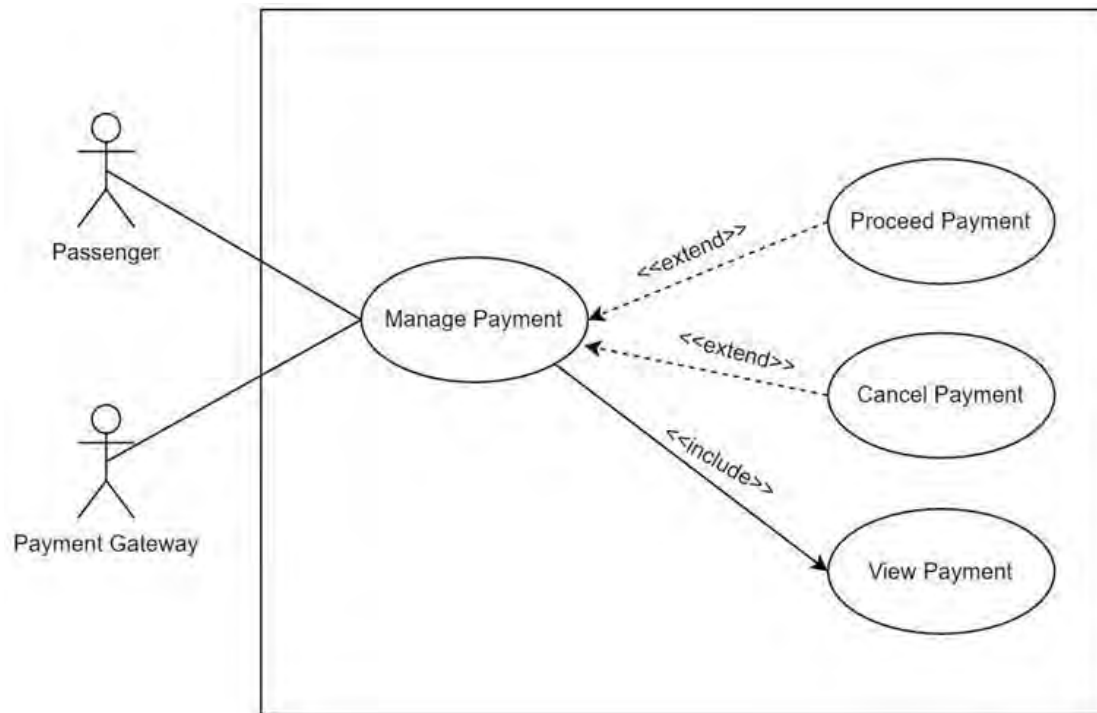 Passenger
Payment Gateway
Manage Payment
<<extend>>
<<extend>>
<<include>>
Proceed Payment
Cancel Payment
View Payment